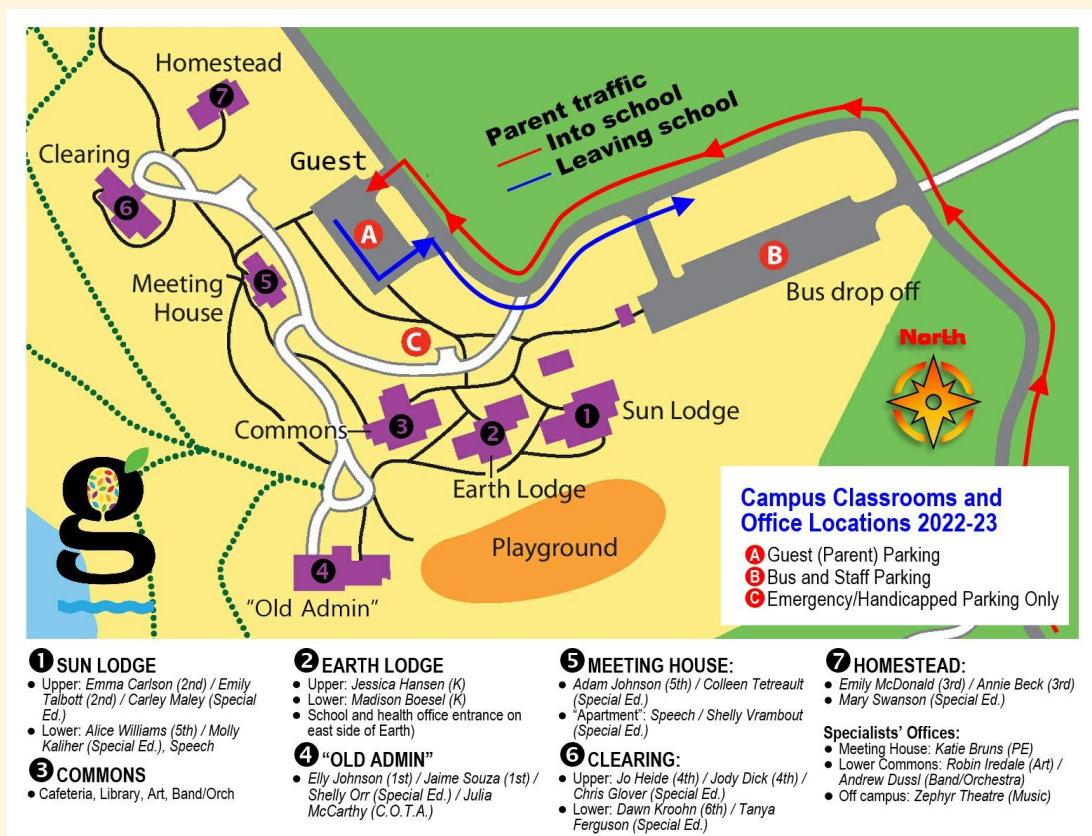 Homestead
7
Parent traffic
Into school
Leaving school
Clearing
Guest
6
A
B
Meeting
House
5
Bus drop off
C
North
Sun Lodge
1
Commons
3
2
Earth Lodge
g
Playground
4
"Old Admin"
Campus Classrooms and
Office Locations 2022-23
A Guest (Parent) Parking
B Bus and Staff Parking
C Emergency/Handicapped Parking Only
1 SUN LODGE
• Upper: Emma Carlson (2nd) / Emily
Talbott (2nd) / Carley Maley (Special
Ed.)
• Lower: Alice Williams (5th) / Molly
Kaliher (Special Ed.), Speech
3 COMMONS
• Cafeteria, Library, Art, Band/Orch
2 EARTH LODGE
• Upper: Jessica Hansen (K)
• Lower: Madison Boesel (K)
• School and health office entrance on
east side of Earth)
4 "OLD ADMIN"
• Elly Johnson (1st) / Jaime Souza (1st) /
Shelly Orr (Special Ed.) / Julia
McCarthy (C.O.T.A.)
5 MEETING HOUSE:
• Adam Johnson (5th) / Colleen Tetreault
(Special Ed.)
• "Apartment": Speech / Shelly Vrambout
(Special Ed.)
6 CLEARING:
• Upper: Jo Heide (4th) / Jody Dick (4th) /
Chris Glover (Special Ed.)
• Lower: Dawn Kroohn (6th) / Tanya
Ferguson (Special Ed.)
7 HOMESTEAD:
• Emily McDonald (3rd) / Annie Beck (3rd)
• Mary Swanson (Special Ed.)
Specialists' Offices:
• Meeting House: Katie Bruns (PE)
• Lower Commons: Robin Iredale (Art) /
Andrew Dussl (Band/Orchestra)
• Off campus: Zephyr Theatre (Music)